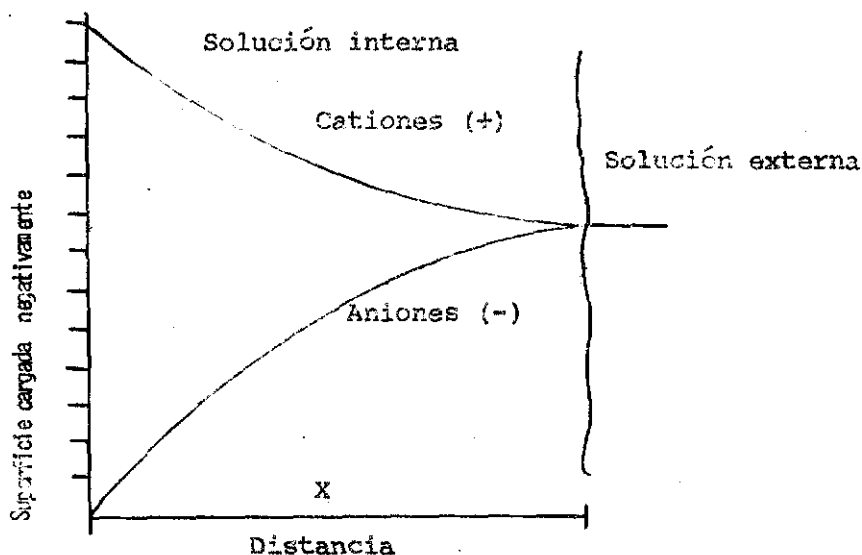 Solución interna
Cationes (+)
Solución externa
Superficie cargada negativamente
Aniones (-)
X
Distancia